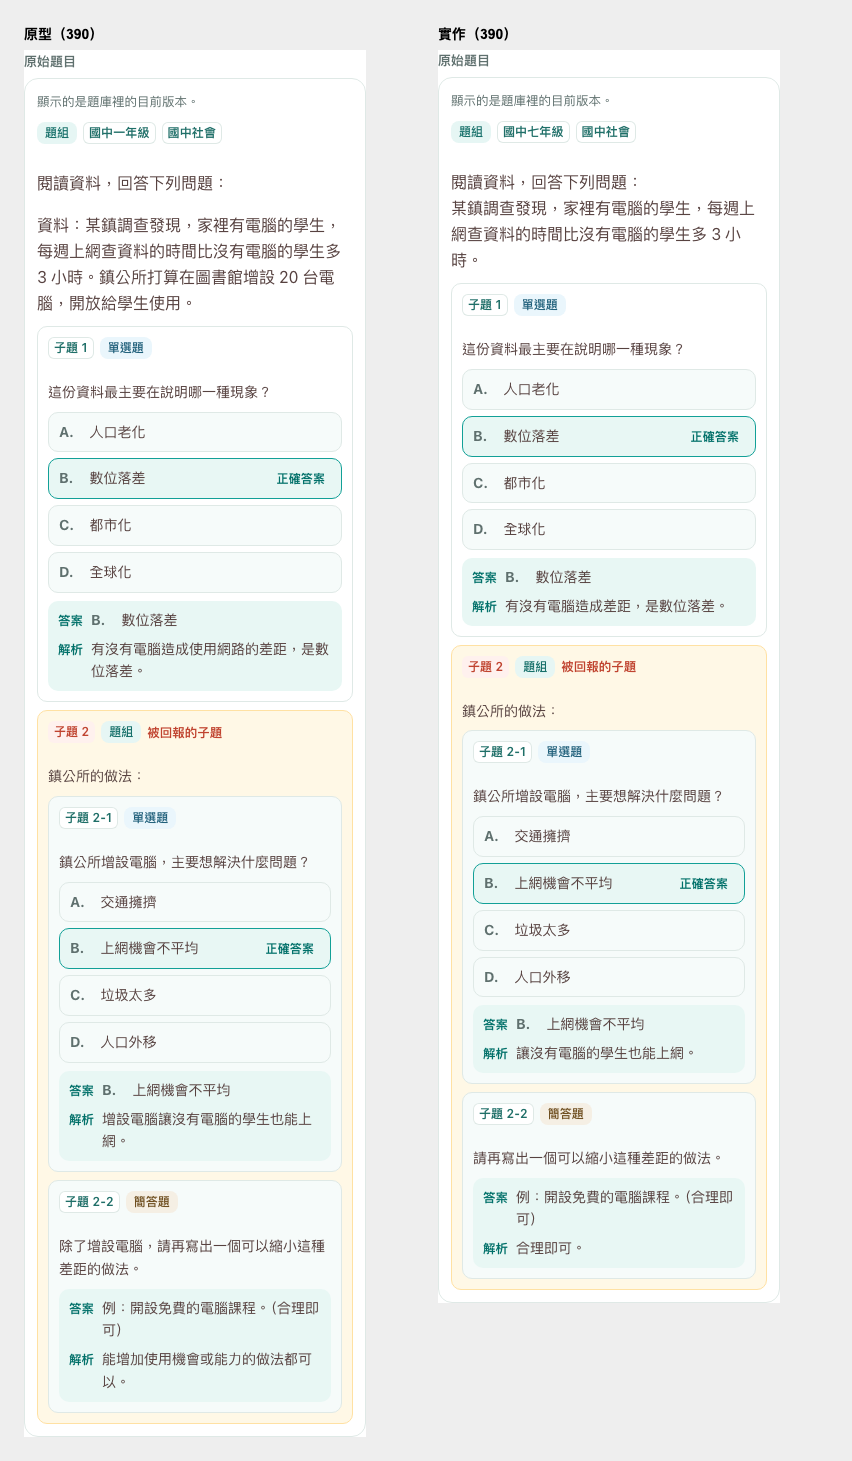 原型（390）
原始題目
顯示的是題庫裡的目前版本。
題組 國中一年級 國中社會
閱讀資料，回答下列問題：
資料：某鎮調查發現，家裡有電腦的學生，
每週上網查資料的時間比沒有電腦的學生多
3 小時。鎮公所打算在圖書館增設 20 台電
腦，開放給學生使用。
子題 1 單選題
這份資料最主要在說明哪一種現象？
A. 人口老化
B. 數位落差 正確答案
C. 都市化
D. 全球化
答案 B. 數位落差
解析 有沒有電腦造成使用網路的差距，是數
位落差。
子題 2 題組 被回報的子題
鎮公所的做法：
子題 2-1 單選題
鎮公所增設電腦，主要想解決什麼問題？
A. 交通擁擠
B. 上網機會不平均 正確答案
C. 垃圾太多
D. 人口外移
答案 B. 上網機會不平均
解析 增設電腦讓沒有電腦的學生也能上
網。
子題 2-2 簡答題
除了增設電腦，請再寫出一個可以縮小這種
差距的做法。
答案 例：開設免費的電腦課程。(合理即
可)
解析 能增加使用機會或能力的做法都可
以。
實作（390）
原始題目
顯示的是題庫裡的目前版本。
題組 國中七年級 國中社會
閱讀資料，回答下列問題：
某鎮調查發現，家裡有電腦的學生，每週上
網查資料的時間比沒有電腦的學生多 3 小
時。
子題 1 單選題
這份資料最主要在說明哪一種現象？
A. 人口老化
B. 數位落差 正確答案
C. 都市化
D. 全球化
答案 B. 數位落差
解析 有沒有電腦造成差距，是數位落差。
子題 2 題組 被回報的子題
鎮公所的做法：
子題 2-1 單選題
鎮公所增設電腦，主要想解決什麼問題？
A. 交通擁擠
B. 上網機會不平均 正確答案
C. 垃圾太多
D. 人口外移
答案 B. 上網機會不平均
解析 讓沒有電腦的學生也能上網。
子題 2-2 簡答題
請再寫出一個可以縮小這種差距的做法。
答案 例：開設免費的電腦課程。(合理即
可)
解析 合理即可。